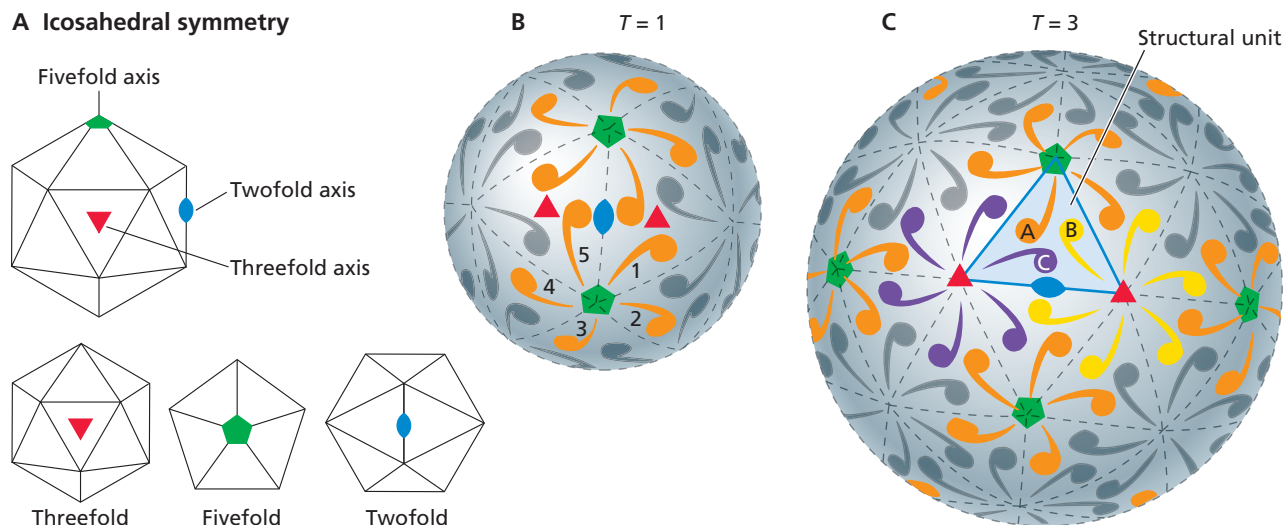 A Icosahedral symmetry
Fivefold axis
Twofold axis
Threefold axis
Threefold
Fivefold
Twofold
B
T = 1
5
1
4
2
3
C
T = 3
Structural unit
A
B
C